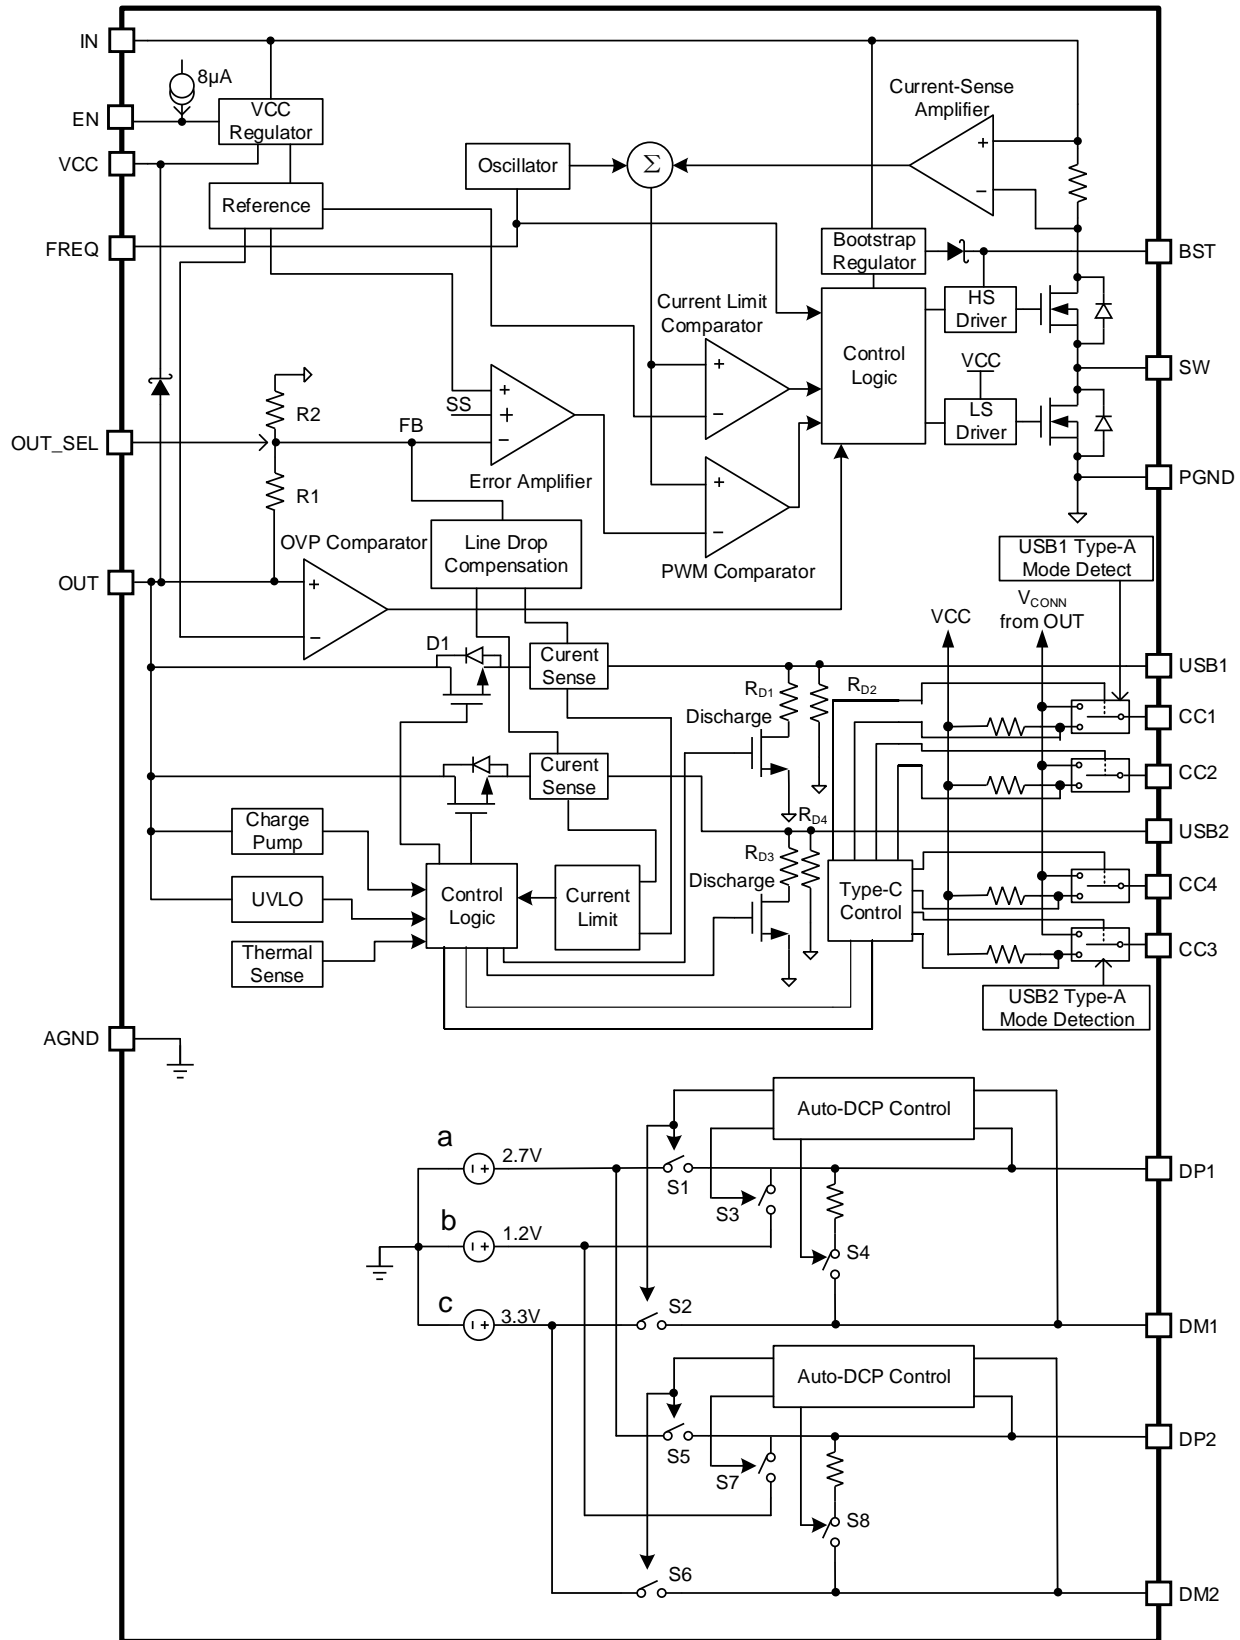 IN
8µA
Current-Sense
Amplifier
EN
VCC
Regulator
VCC
Oscillator
Σ
+
−
Reference
FREQ
Bootstrap
Regulator
BST
HS
Driver
Current Limit
Comparator
Control
Logic
VCC
SW
R2
SS
+
+
−
+
−
LS
Driver
OUT_SEL
FB
R1
Error Amplifier
+
−
PGND
OVP Comparator
Line Drop
Compensation
PWM Comparator
USB1 Type-A
Mode Detect
OUT
+
−
VCC
VCONN
from OUT
D1
Curent
Sense
USB1
RD1
RD2
Discharge
CC1
Curent
Sense
CC2
Charge
Pump
RD4
USB2
RD3
Discharge
UVLO
Control
Logic
Current
Limit
Type-C
Control
CC4
Thermal
Sense
CC3
USB2 Type-A
Mode Detection
AGND
Auto-DCP Control
a
2.7V
S1
DP1
S3
b
1.2V
S4
c
3.3V
S2
DM1
Auto-DCP Control
S5
DP2
S7
S8
S6
DM2